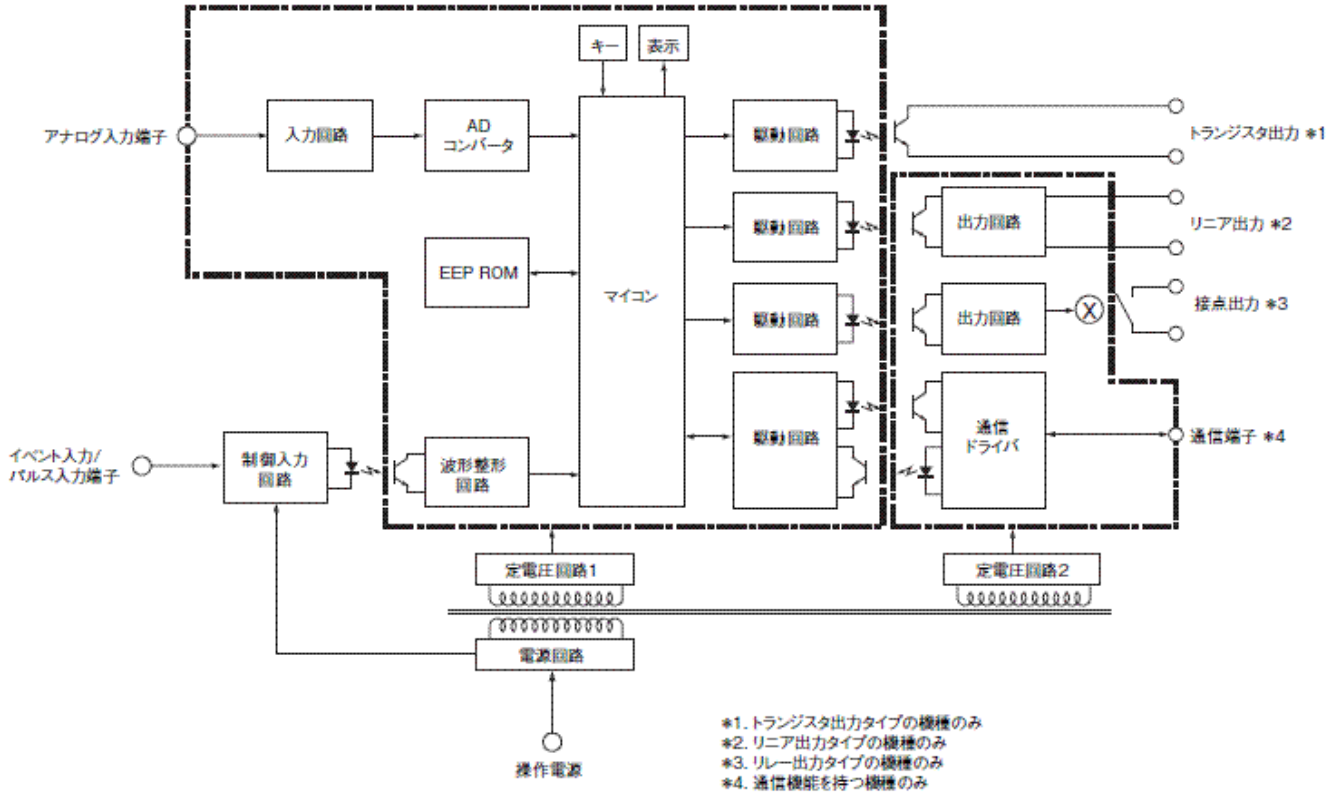 キー
表示
アナログ入力端子
入力回路
AD
コンバータ
駆動回路
トランジスタ出力 *1
駆動回路
出力回路
リニア出力 *2
EEP ROM
マイコン
駆動回路
出力回路
X
接点出力 *3
イベント入力/
パルス入力端子
制御入力
回路
波形整形
回路
駆動回路
通信
ドライバ
通信端子 *4
定電圧回路1
定電圧回路2
電源回路
操作電源
*1. トランジスタ出力タイプの機種のみ
*2. リニア出力タイプの機種のみ
*3. リレー出力タイプの機種のみ
*4. 通信機能を持つ機種のみ